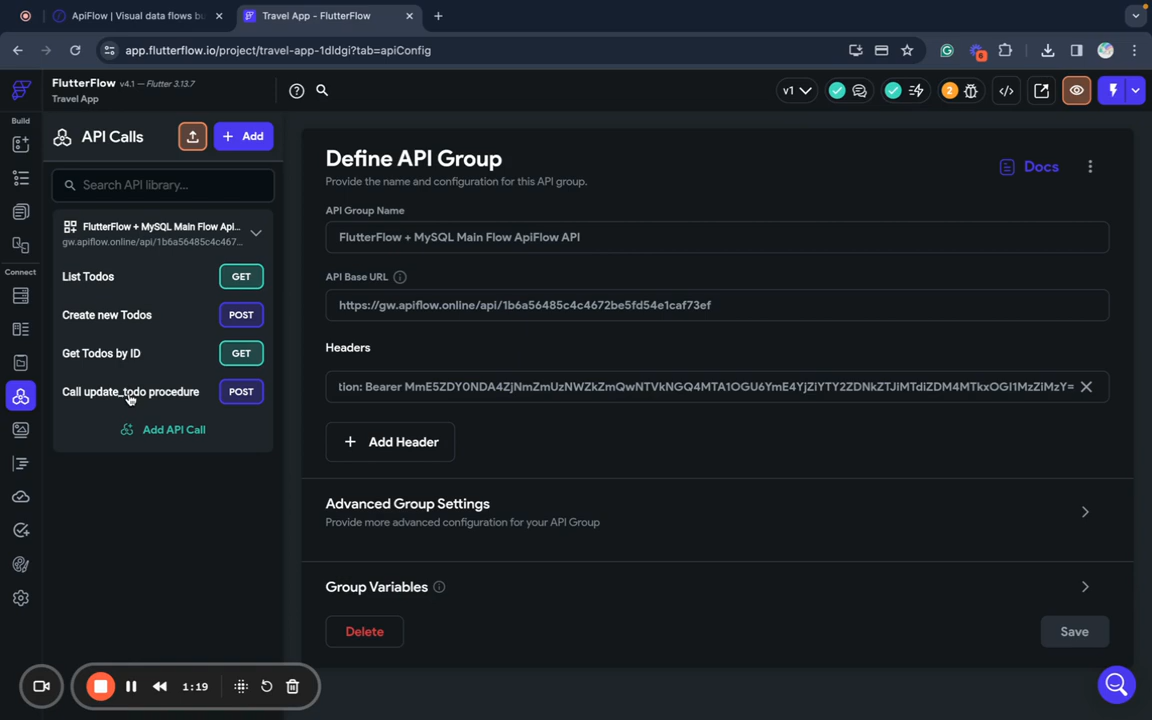 ApiFlow | Visual data flows bu
Travel App - FlutterFlow
app.flutterflow.io/project/travel-app-1dldgi?tab=apiConfig
6
FlutterFlow v4.1 — Flutter 3.13.7
Travel App
v1
2
Build
Connect
API Calls
+ Add
Search API library...
FlutterFlow + MySQL Main Flow Api...
gw.apiflow.online/api/1b6a56485c4c467...
List Todos GET
Create new Todos POST
Get Todos by ID GET
Call update_todo procedure POST
Add API Call
Define API Group
Provide the name and configuration for this API group.
Docs
API Group Name
FlutterFlow + MySQL Main Flow ApiFlow API
API Base URL
https://gw.apiflow.online/api/1b6a56485c4c4672be5fd54e1caf73ef
Headers
tion: Bearer MmE5ZDY0NDA4ZjNmZmUzNWZkZmQwNTVkNGQ4MTA1OGU6YmE4YjZiYTY2ZDNkZTJiMTdiZDM4MTkxOGI1MzZiMzY=
+ Add Header
Advanced Group Settings
Provide more advanced configuration for your API Group
Group Variables
Delete
Save
1:19